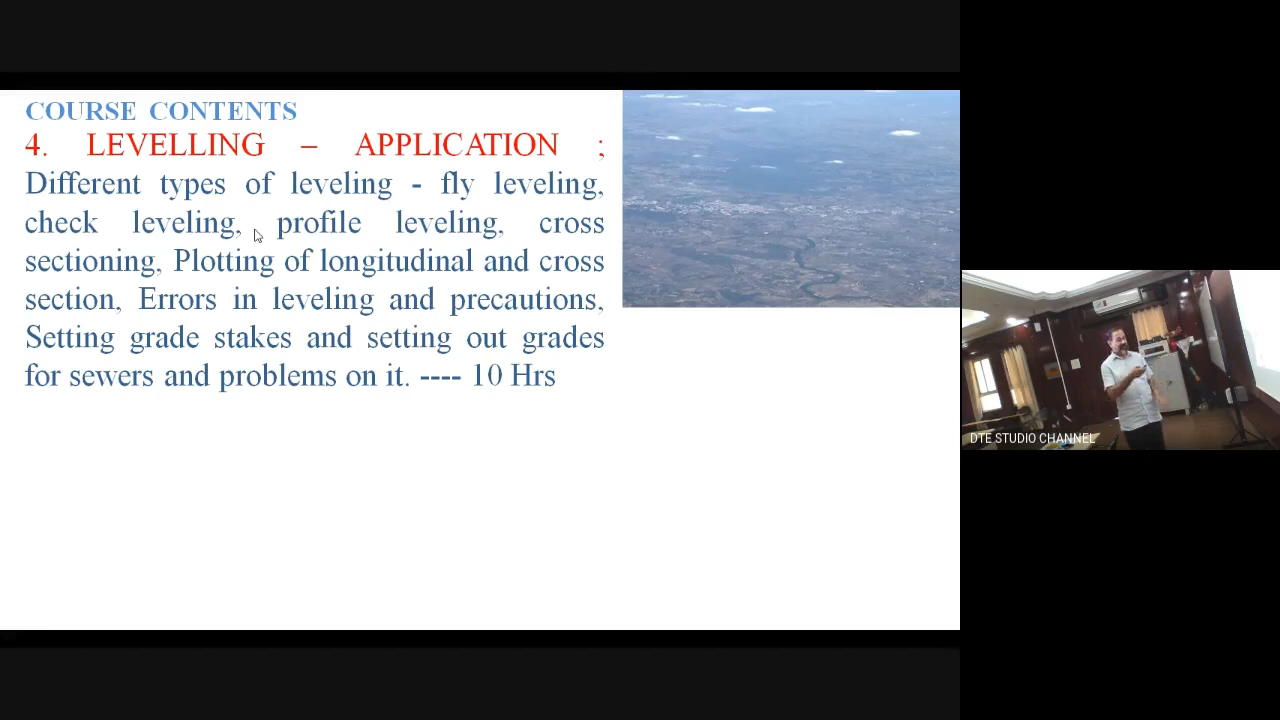 COURSE CONTENTS
4. LEVELLING – APPLICATION ;
Different types of leveling - fly leveling,
check leveling, profile leveling, cross
sectioning, Plotting of longitudinal and cross
section, Errors in leveling and precautions,
Setting grade stakes and setting out grades
for sewers and problems on it. ---- 10 Hrs
DTE STUDIO CHANNEL